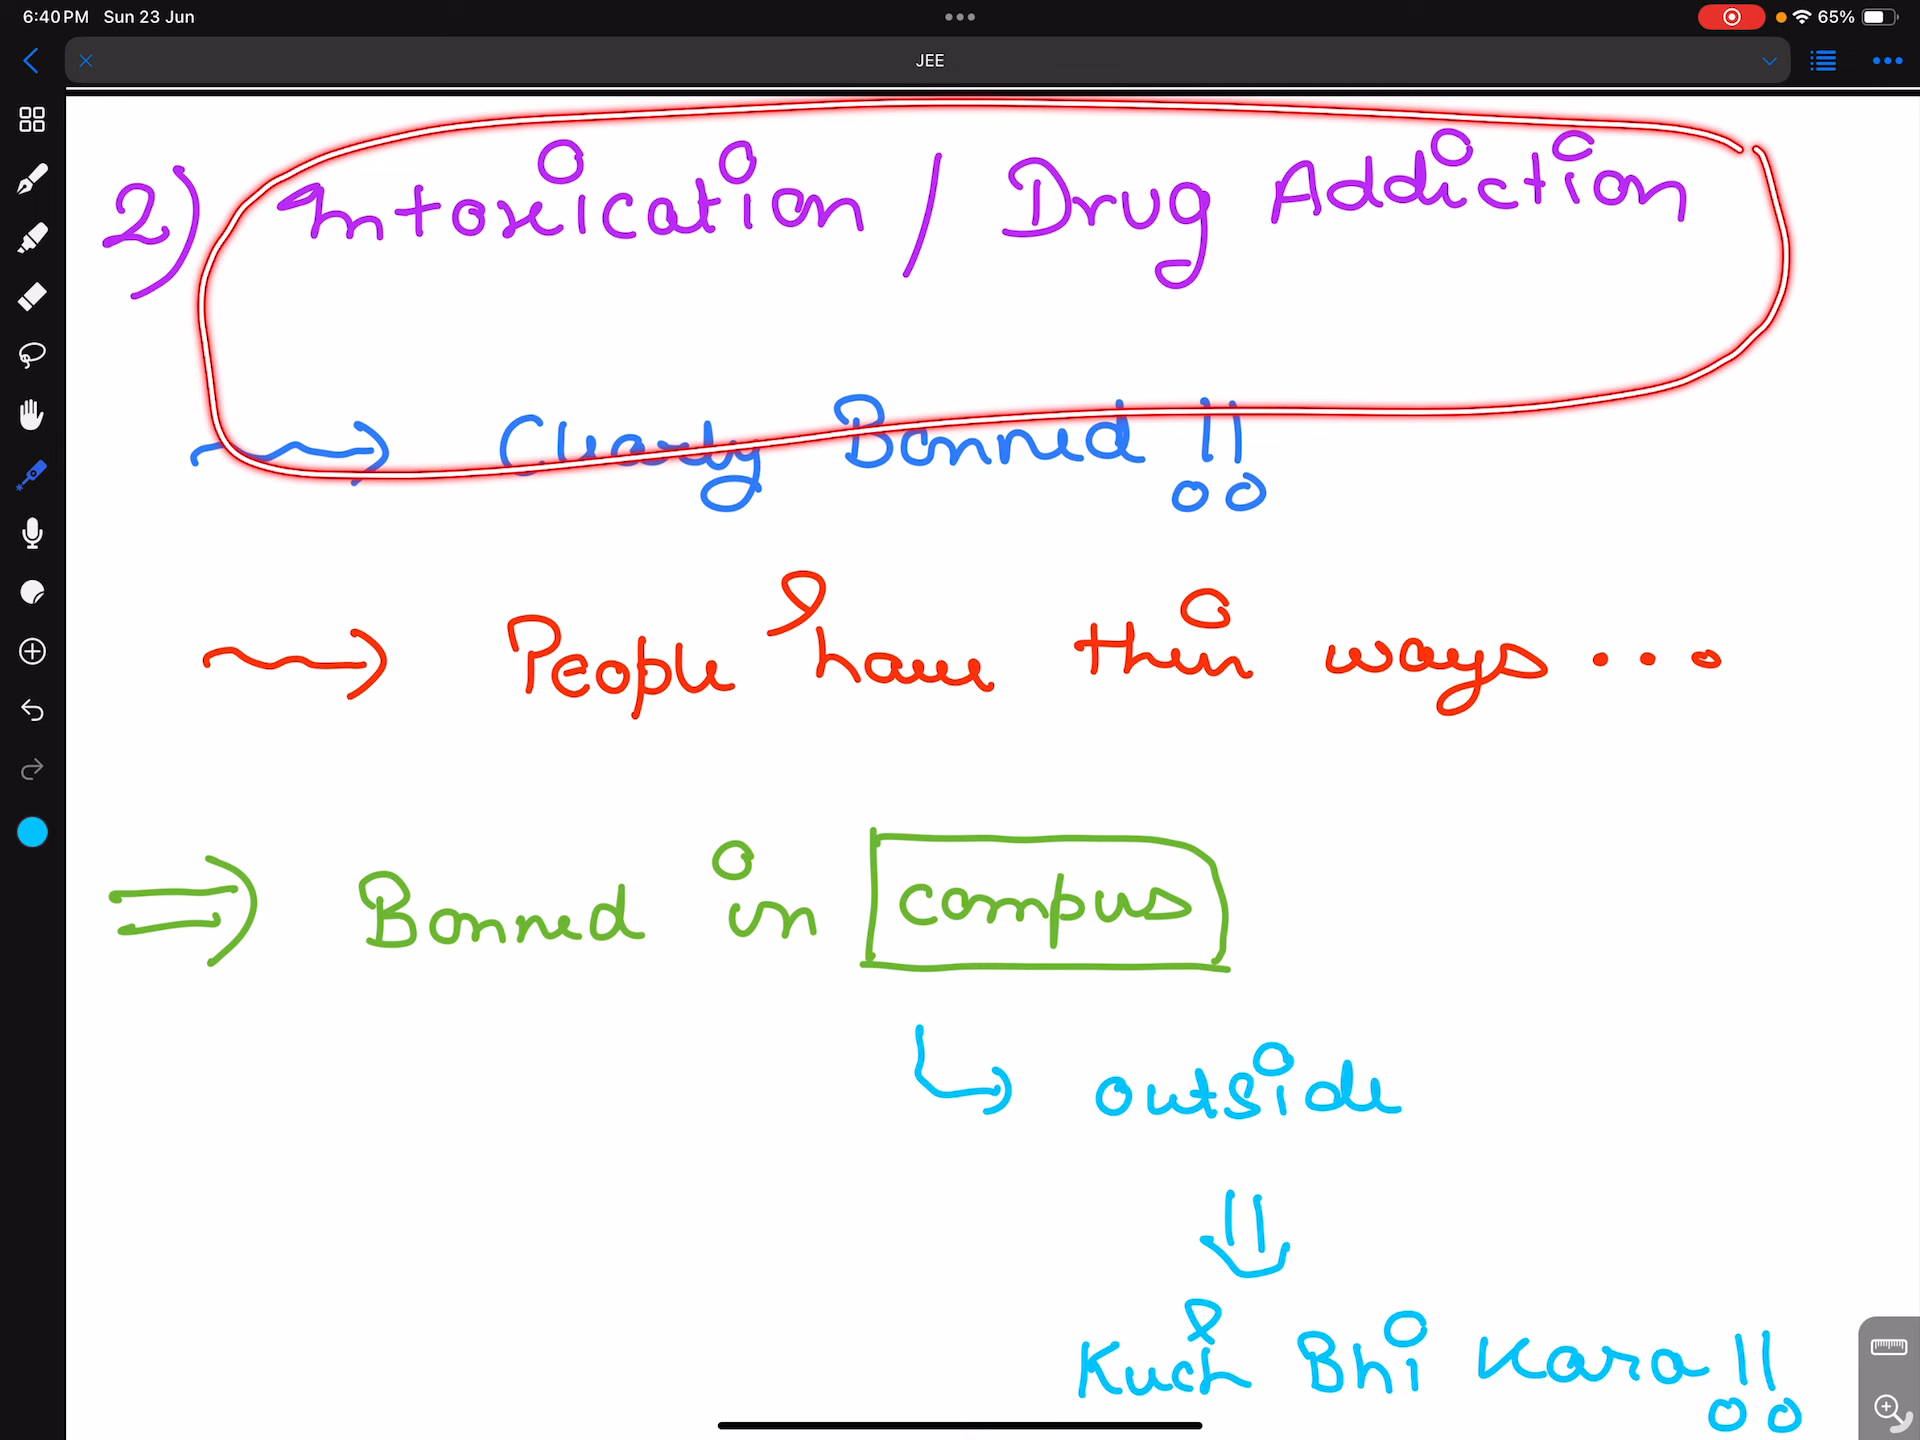 6:40 PM Sun 23 Jun
65%
JEE
2) Intoxication / Drug Addiction
Clearly Banned !!
People have their ways ...
Banned in campus
outside
Kuch Bhi Karo !!